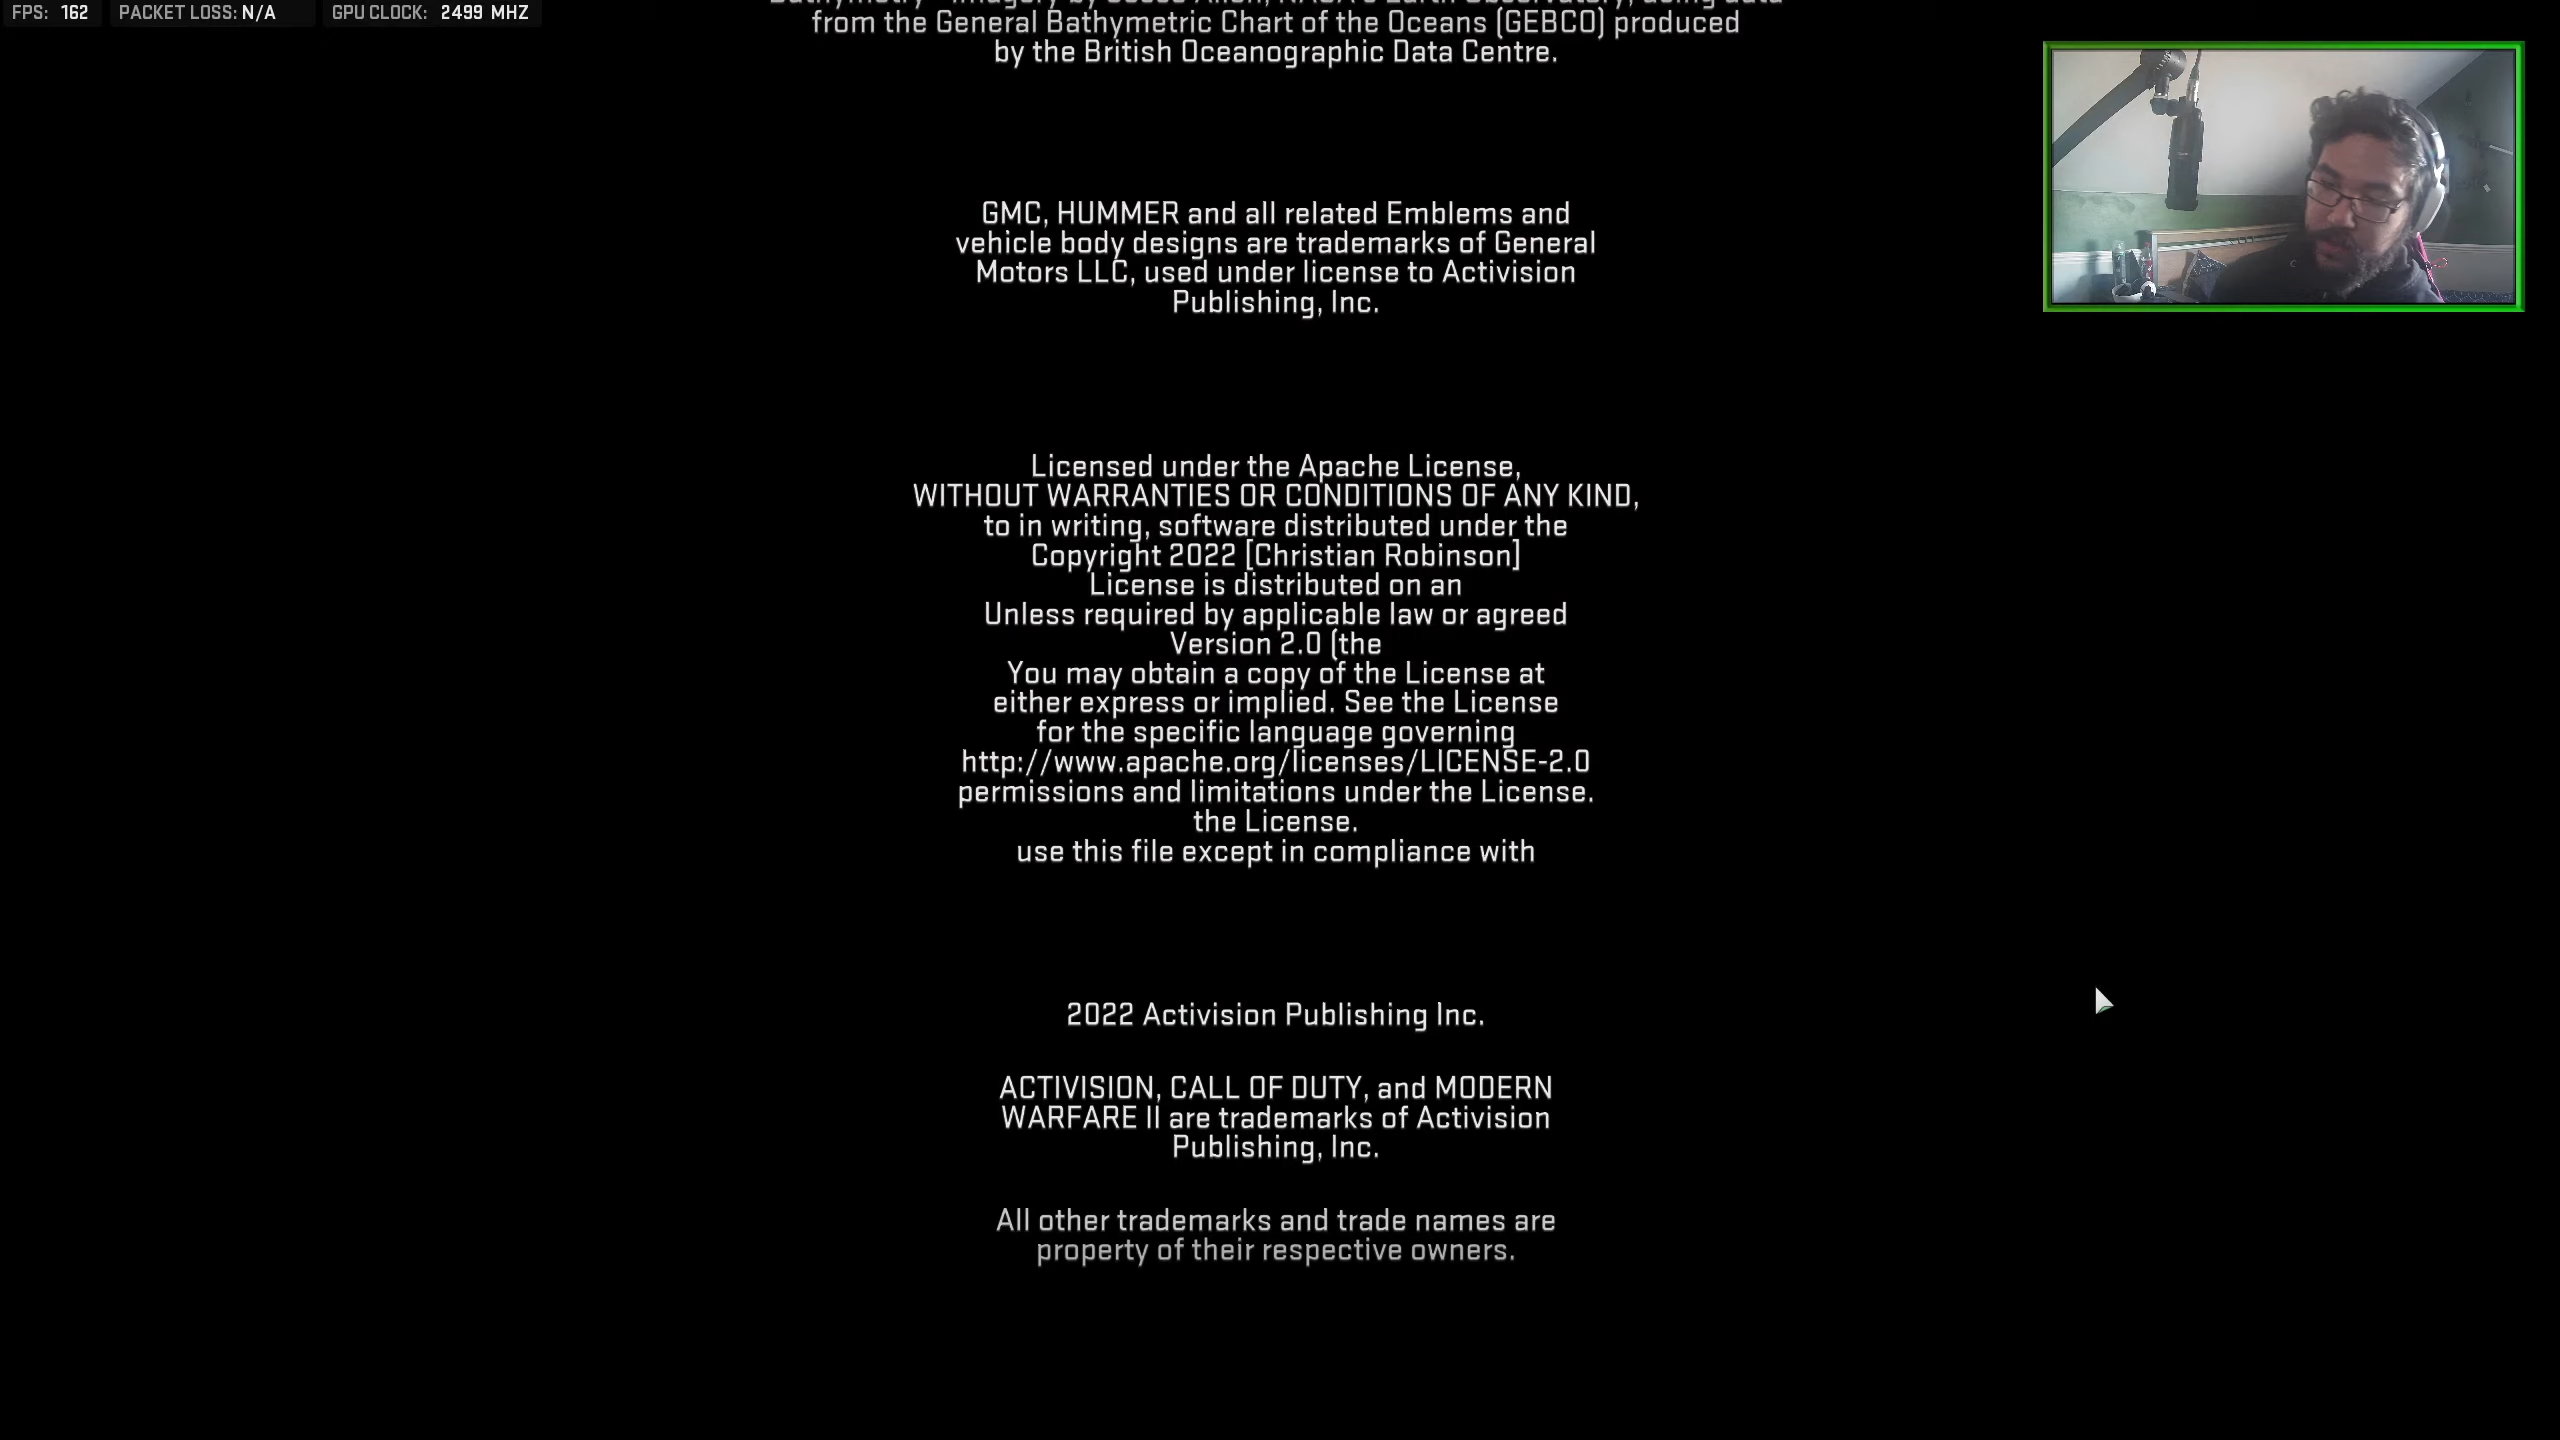 FPS: 162 PACKET LOSS: N/A GPU CLOCK: 2499 MHZ
from the General Bathymetric Chart of the Oceans (GEBCO) produced
by the British Oceanographic Data Centre.
GMC, HUMMER and all related Emblems and
vehicle body designs are trademarks of General
Motors LLC, used under license to Activision
Publishing, Inc.
Licensed under the Apache License,
WITHOUT WARRANTIES OR CONDITIONS OF ANY KIND,
to in writing, software distributed under the
Copyright 2022 [Christian Robinson]
License is distributed on an
Unless required by applicable law or agreed
Version 2.0 (the
You may obtain a copy of the License at
either express or implied. See the License
for the specific language governing
http://www.apache.org/licenses/LICENSE-2.0
permissions and limitations under the License.
the License.
use this file except in compliance with
2022 Activision Publishing Inc.
ACTIVISION, CALL OF DUTY, and MODERN
WARFARE II are trademarks of Activision
Publishing, Inc.
All other trademarks and trade names are
property of their respective owners.